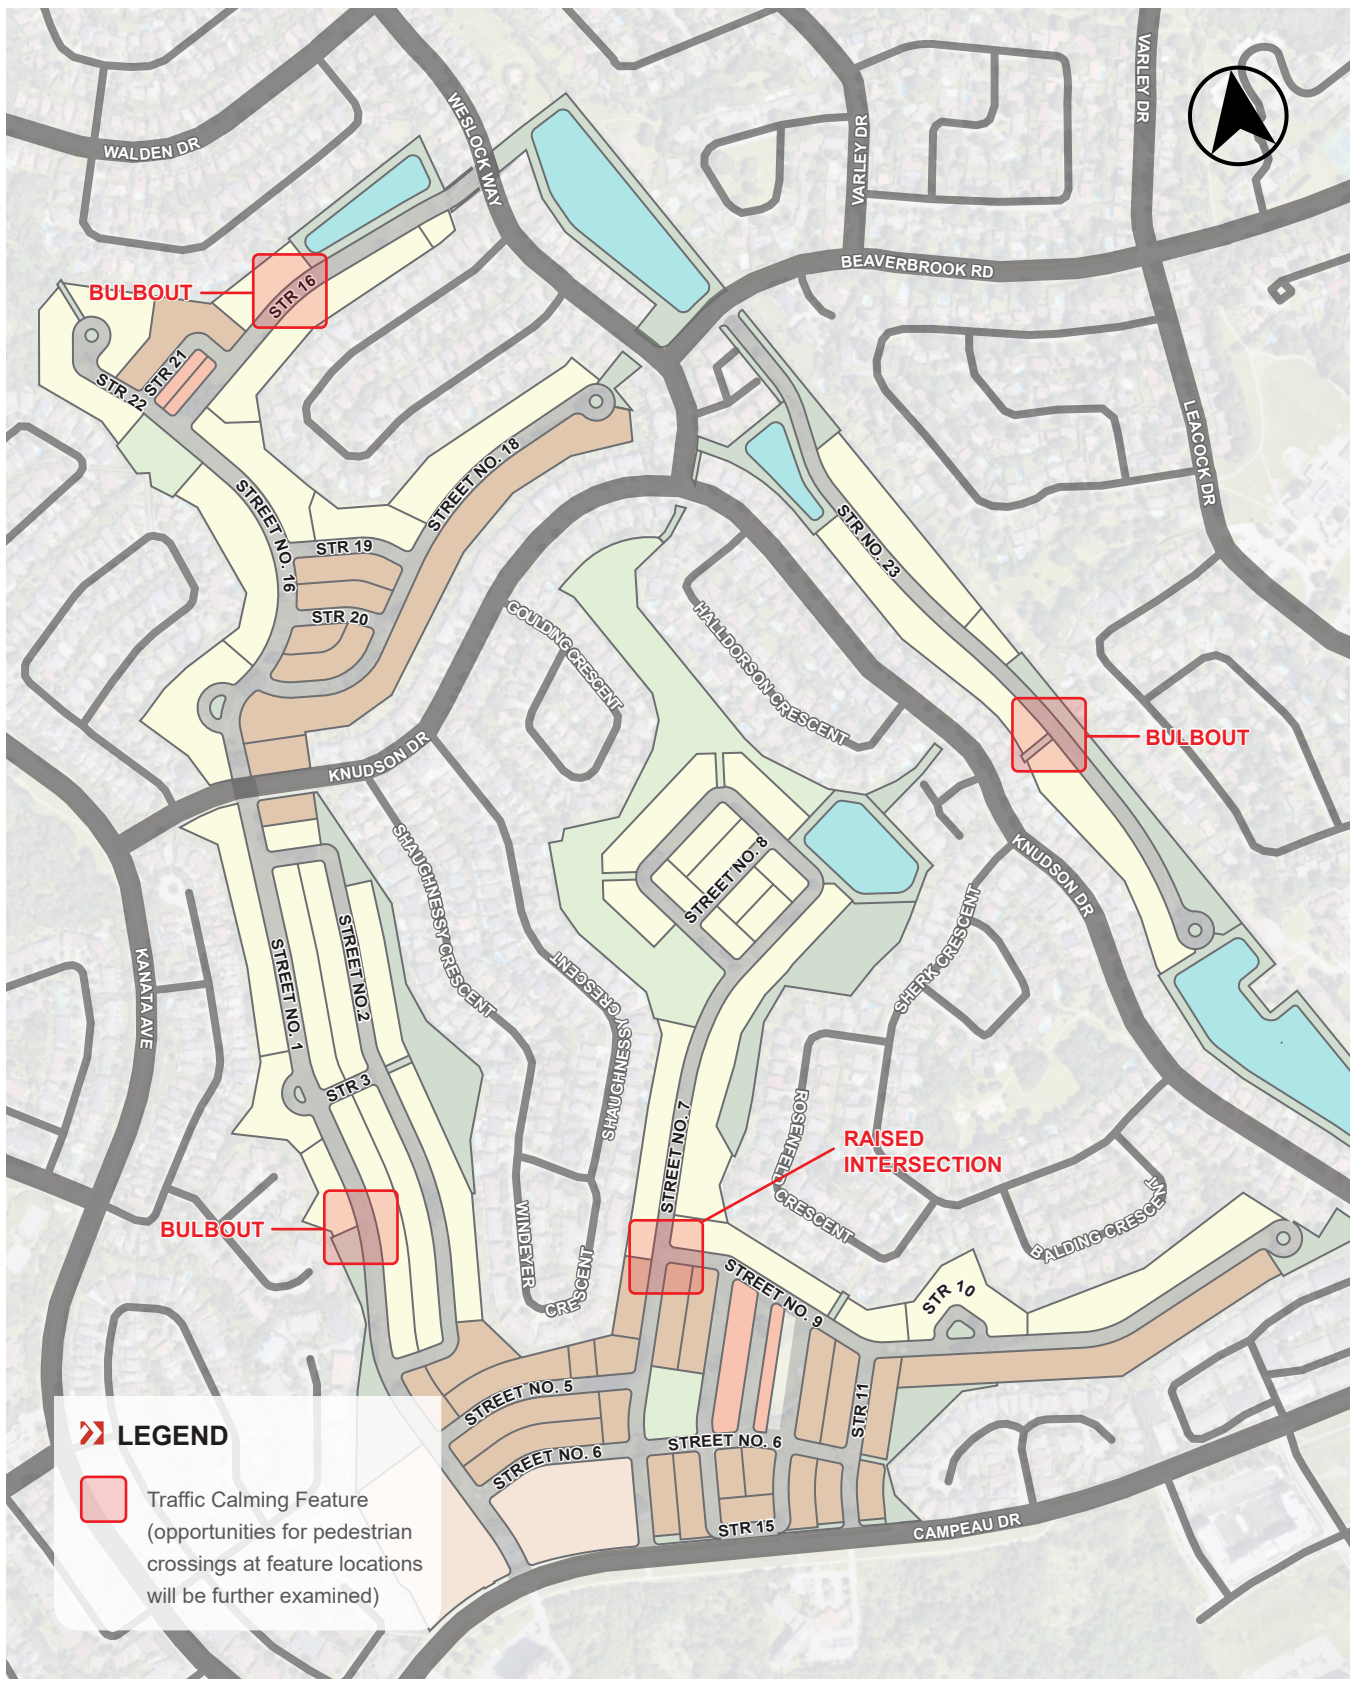 VARLEY DR
WESLOCK WAY
WALDEN DR
VARLEY DR
BEAVERBROOK RD
BULBOUT
STR 16
STR 21
STR 22
LEACOCK DR
STREET NO. 18
STREET NO. 16
STR 19
STR NO. 23
STR 20
GOULDING CRESCENT
HALLDORSON CRESCENT
BULBOUT
KNUDSON DR
SHAUGHNESSY CRESCENT
STREET NO. 8
KNUDSON DR
SHERK CRESCENT
STREET NO.2
STREET NO. 1
KANATA AVE
SHAUGHNESSY CRESCENT
SHAUGHNESSY
STR 3
STREET NO. 7
ROSENFELD CRESCENT
CRESCENT
RAISED
INTERSECTION
BULBOUT
WINDEYER
CRESCENT
BALDING CRESCENT
STREET NO. 9
STR 10
STREET NO. 5
STR 11
STREET NO. 6
STREET NO. 6
STR 15
CAMPEAU DR
LEGEND
Traffic Calming Feature
(opportunities for pedestrian
crossings at feature locations
will be further examined)